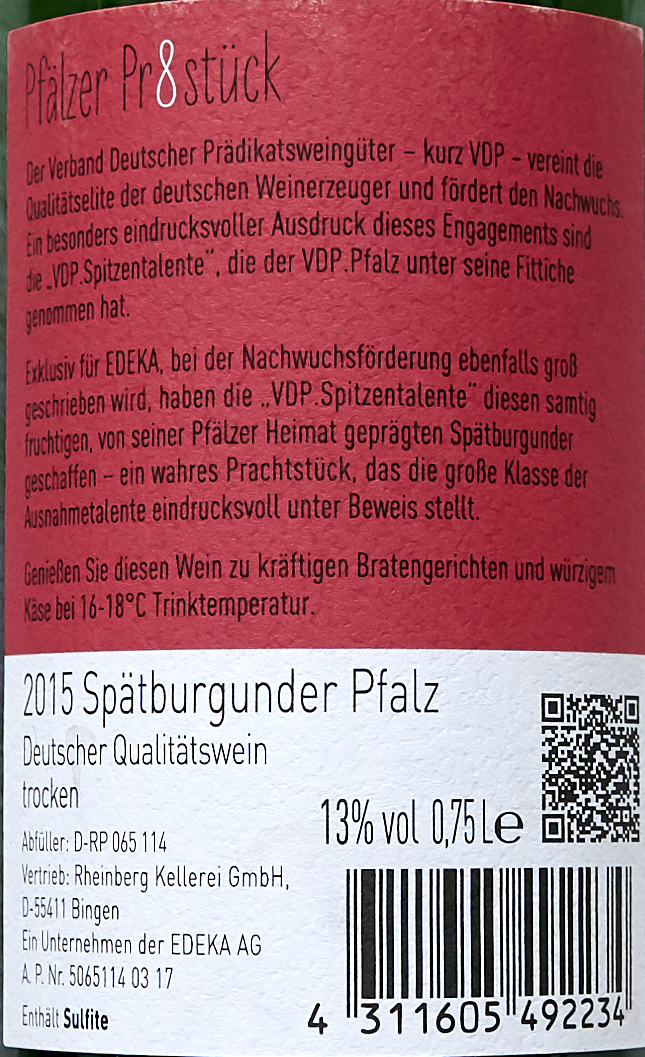 Pfälzer Pr8stück
Der Verband Deutscher Prädikatsweingüter – kurz VDP – vereint die
Qualitätselite der deutschen Weinerzeuger und fördert den Nachwuchs.
Ein besonders eindrucksvoller Ausdruck dieses Engagements sind
die „VDP.Spitzentalente“, die der VDP.Pfalz unter seine Fittiche
genommen hat.
Exklusiv für EDEKA, bei der Nachwuchsförderung ebenfalls groß
geschrieben wird, haben die „VDP.Spitzentalente“ diesen samtig
fruchtigen, von seiner Pfälzer Heimat geprägten Spätburgunder
geschaffen – ein wahres Prachtstück, das die große Klasse der
Ausnahmetalente eindrucksvoll unter Beweis stellt.
Genießen Sie diesen Wein zu kräftigen Bratengerichten und würzigem
Käse bei 16-18°C Trinktemperatur.
2015 Spätburgunder Pfalz
Deutscher Qualitätswein
trocken
13% vol 0,75 L e
Abfüller: D-RP 065 114
Vertrieb: Rheinberg Kellerei GmbH,
D-55411 Bingen
Ein Unternehmen der EDEKA AG
A. P. Nr. 5065114 03 17
Enthält Sulfite
4 311605 492234